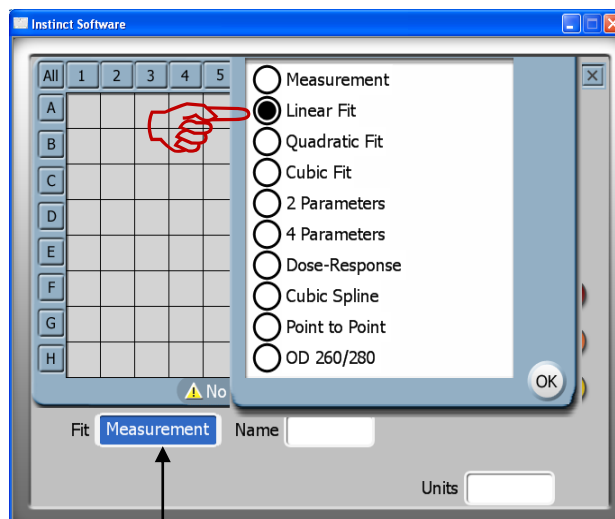 Instinct Software
All 1 2 3 4 5
A
B
C
D
E
F
G
H
No
Measurement
Linear Fit
Quadratic Fit
Cubic Fit
2 Parameters
4 Parameters
Dose-Response
Cubic Spline
Point to Point
OD 260/280
OK
Fit Measurement Name
Units